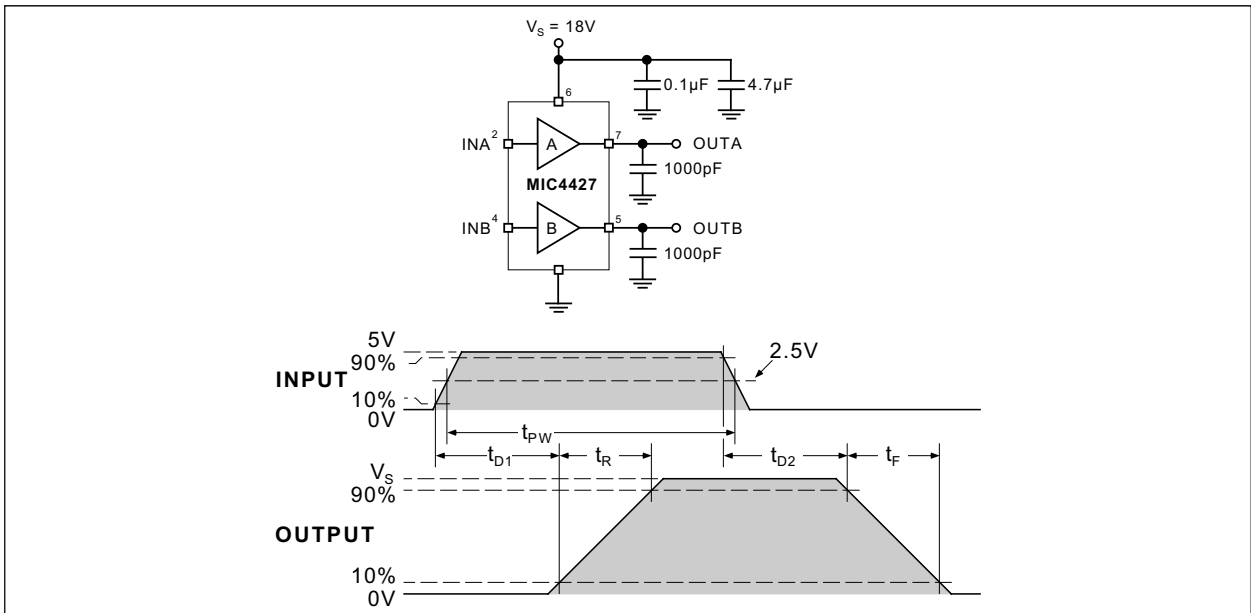 V_S = 18V
6
0.1µF 4.7µF
INA 2 A 7 OUTA
1000pF
MIC4427
INB 4 B 5 OUTB
1000pF
5V
90%
2.5V
INPUT
10%
0V
t_PW
t_D1 t_R t_D2 t_F
V_S
90%
OUTPUT
10%
0V